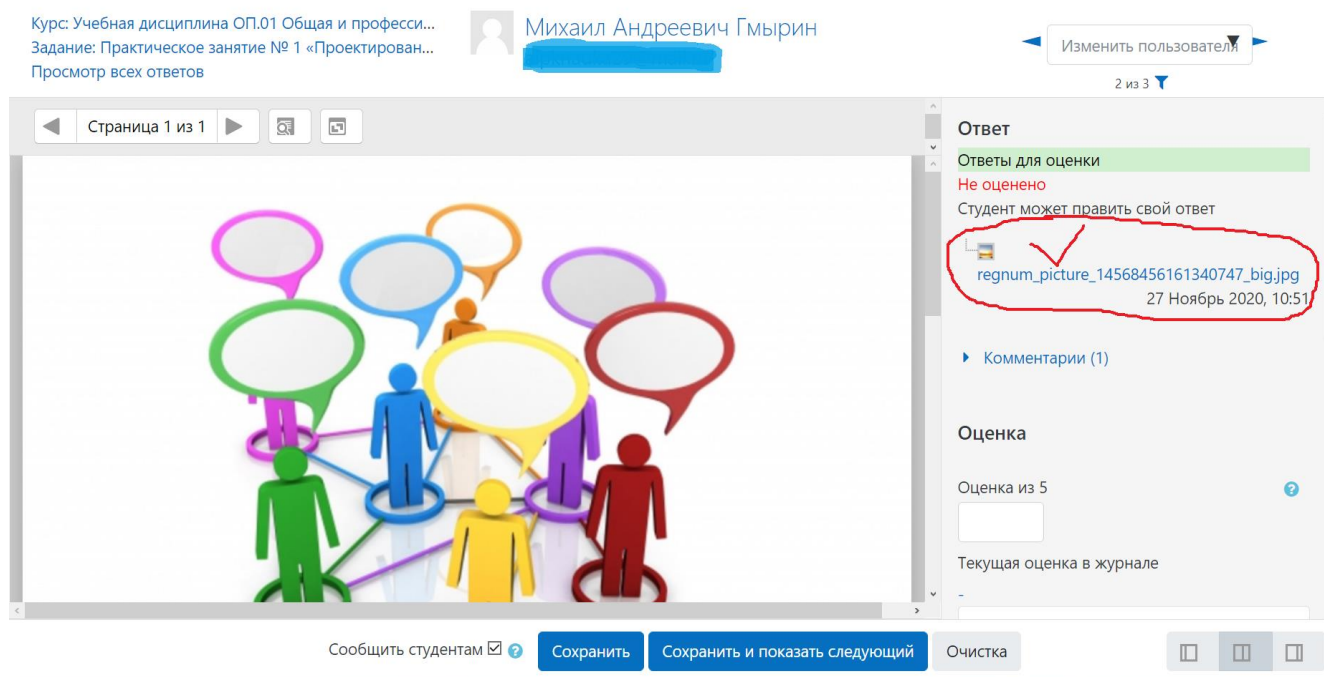 Курс: Учебная дисциплина ОП.01 Общая и професси...
Задание: Практическое занятие № 1 «Проектирован...
Просмотр всех ответов
Михаил Андреевич Гмырин
Изменить пользователя
2 из 3
Страница 1 из 1
Ответ
Ответы для оценки
Не оценено
Студент может править свой ответ
regnum_picture_14568456161340747_big.jpg
27 Ноябрь 2020, 10:51
Комментарии (1)
Оценка
Оценка из 5
Текущая оценка в журнале
-
Сообщить студентам
Сохранить
Сохранить и показать следующий
Очистка